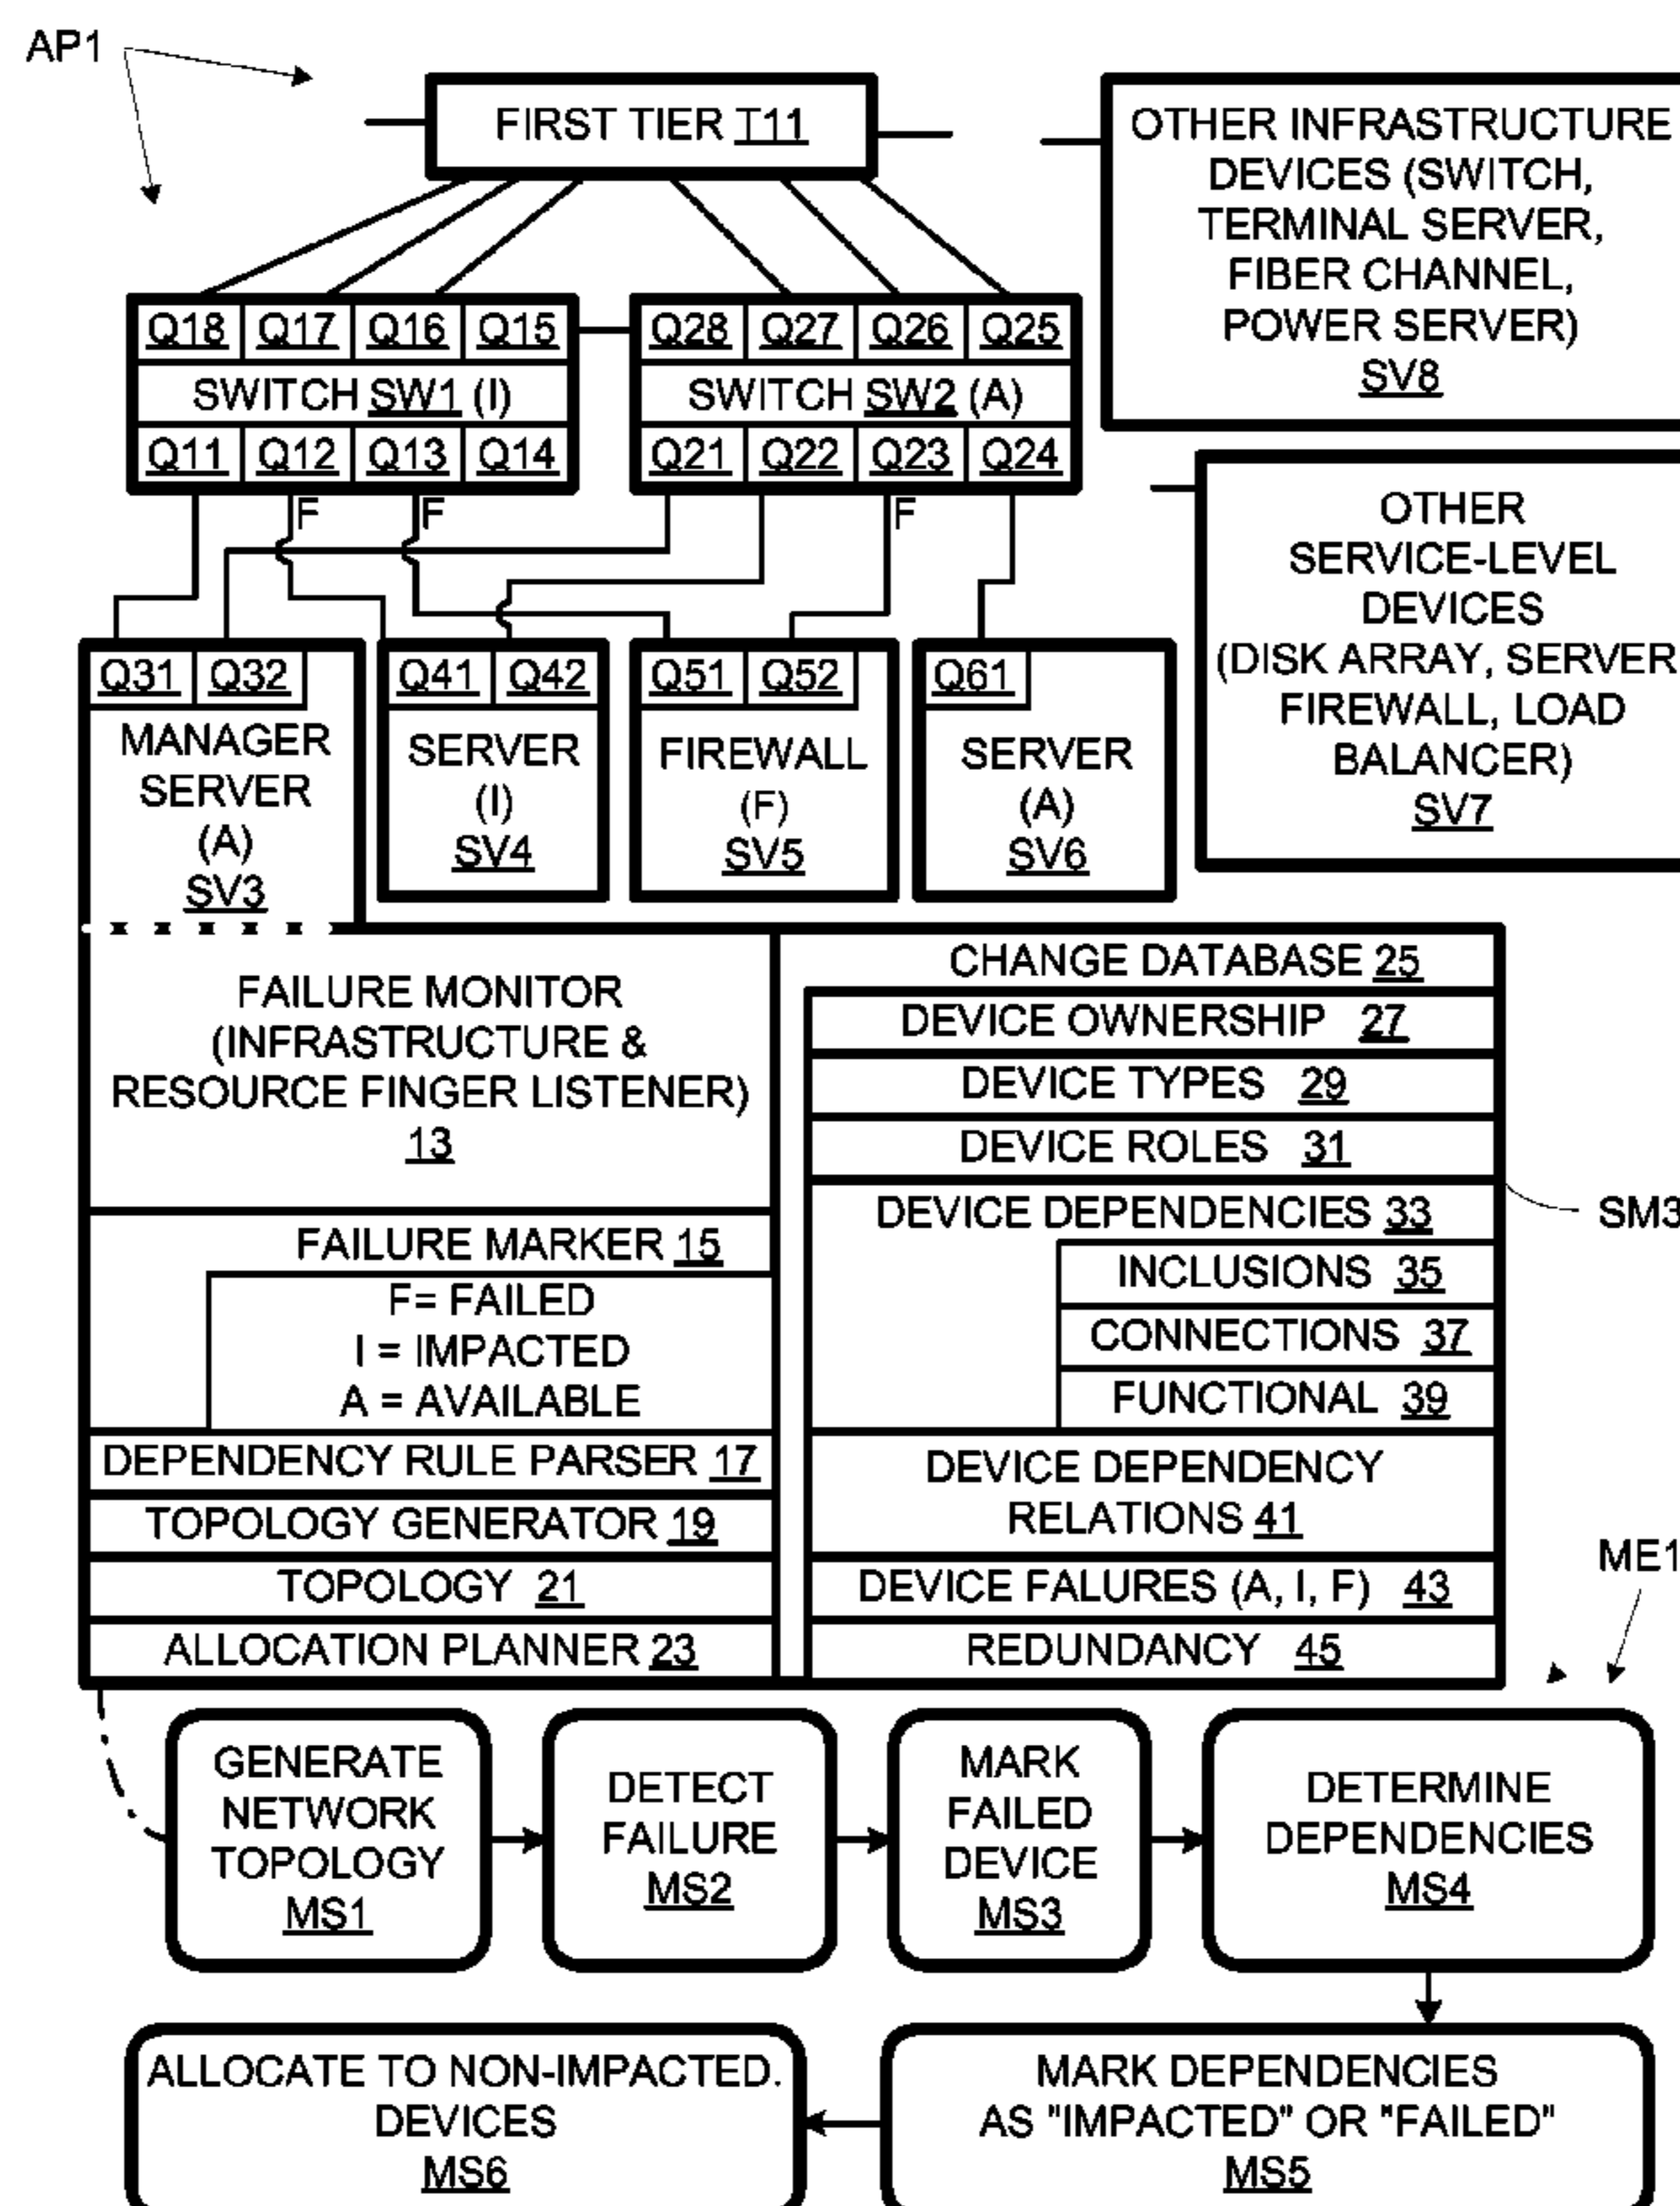 AP1
FIRST TIER T11
OTHER INFRASTRUCTURE
DEVICES (SWITCH,
TERMINAL SERVER,
FIBER CHANNEL,
POWER SERVER)
SV8
Q18 Q17 Q16 Q15
SWITCH SW1 (I)
Q11 Q12 Q13 Q14
Q28 Q27 Q26 Q25
SWITCH SW2 (A)
Q21 Q22 Q23 Q24
F
F
F
OTHER
SERVICE-LEVEL
DEVICES
(DISK ARRAY, SERVER
FIREWALL, LOAD
BALANCER)
SV7
Q31 Q32
MANAGER
SERVER
(A)
SV3
Q41 Q42
SERVER
(I)
SV4
Q51 Q52
FIREWALL
(F)
SV5
Q61
SERVER
(A)
SV6
FAILURE MONITOR
(INFRASTRUCTURE &
RESOURCE FINGER LISTENER)
13
FAILURE MARKER 15
F= FAILED
I = IMPACTED
A = AVAILABLE
DEPENDENCY RULE PARSER 17
TOPOLOGY GENERATOR 19
TOPOLOGY 21
ALLOCATION PLANNER 23
CHANGE DATABASE 25
DEVICE OWNERSHIP 27
DEVICE TYPES 29
DEVICE ROLES 31
DEVICE DEPENDENCIES 33
INCLUSIONS 35
CONNECTIONS 37
FUNCTIONAL 39
DEVICE DEPENDENCY
RELATIONS 41
DEVICE FALURES (A, I, F) 43
REDUNDANCY 45
SM3
ME1
GENERATE
NETWORK
TOPOLOGY
MS1
DETECT
FAILURE
MS2
MARK
FAILED
DEVICE
MS3
DETERMINE
DEPENDENCIES
MS4
MARK DEPENDENCIES
AS "IMPACTED" OR "FAILED"
MS5
ALLOCATE TO NON-IMPACTED.
DEVICES
MS6